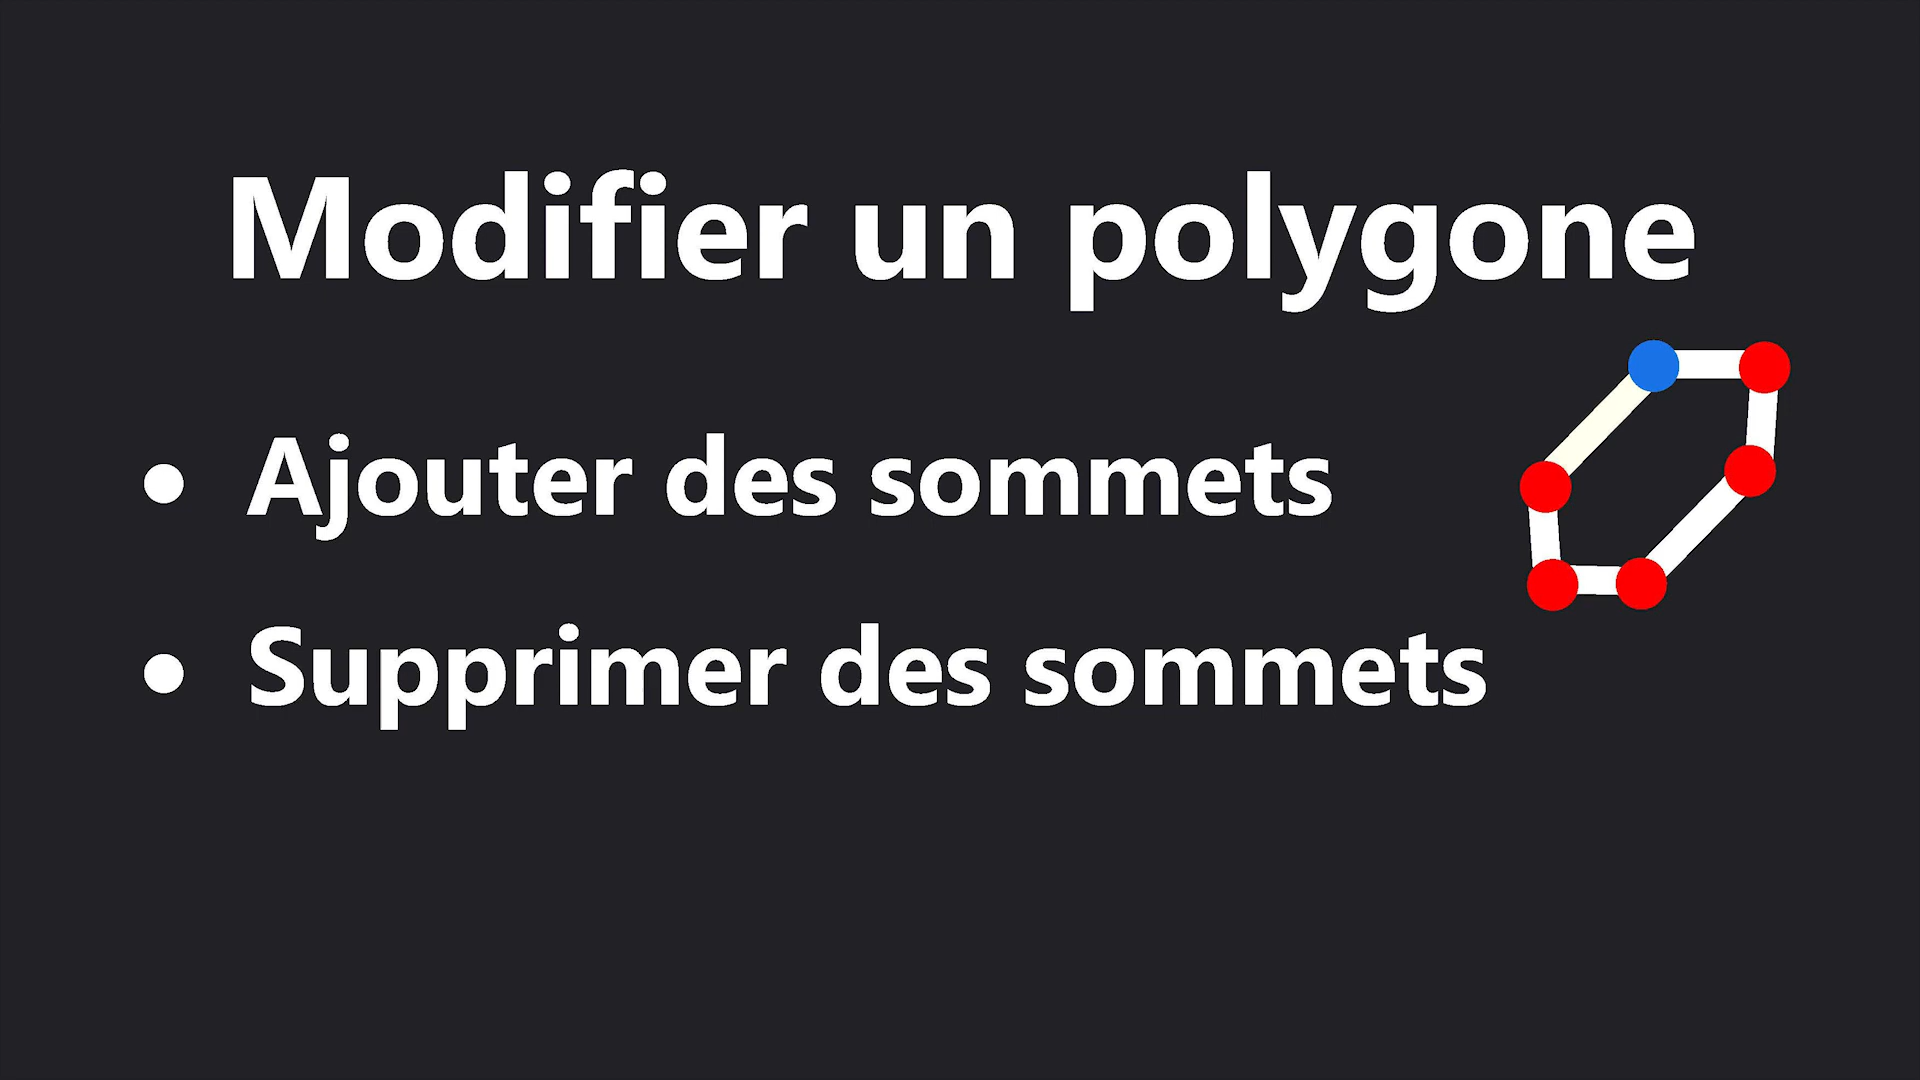 Modifier un polygone
• Ajouter des sommets
• Supprimer des sommets